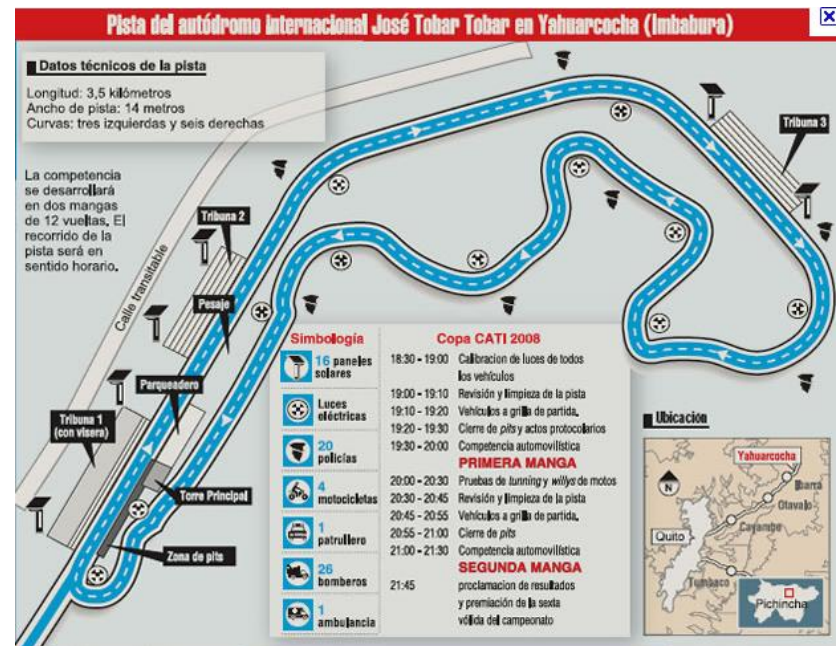 Pista del autódromo internacional José Tobar Tobar en Yahuarcocha (Imbabura)
Datos técnicos de la pista
Longitud: 3,5 kilómetros
Ancho de pista: 14 metros
Curvas: tres izquierdas y seis derechas
La competencia
se desarrollará
en dos mangas
de 12 vueltas. El
recorrido de la
pista será en
sentido horario.
Calle transitable
Tribuna 2
Tribuna 3
Pesaje
Parqueadero
Tribuna 1
(con visera)
Torre Principal
Zona de pits
Simbología
16 paneles
solares
Luces
eléctricas
20
policías
4
motocicletas
1
patrullero
26
bomberos
1
ambulancia
Copa CATI 2008
18:30 - 19:00 Calibracion de luces de todos
los vehículos
19:00 - 19:10 Revisión y limpieza de la pista
19:10 - 19:20 Vehículos a grilla de partida.
19:20 - 19:30 Cierre de pits y actos protocolarios
19:30 - 20:00 Competencia automovilística
PRIMERA MANGA
20:00 - 20:30 Pruebas de tunning y willys de motos
20:30 - 20:45 Revisión y limpieza de la pista
20:45 - 20:55 Vehículos a grilla de partida.
20:55 - 21:00 Cierre de pits
21:00 - 21:30 Competencia automovilística
SEGUNDA MANGA
21:45 proclamacion de resultados
y premiación de la sexta
válida del campeonato
Ubicación
Yahuarcocha
N
Ibarra
Otavalo
Cayambe
Quito
Tumbaco
Pichincha